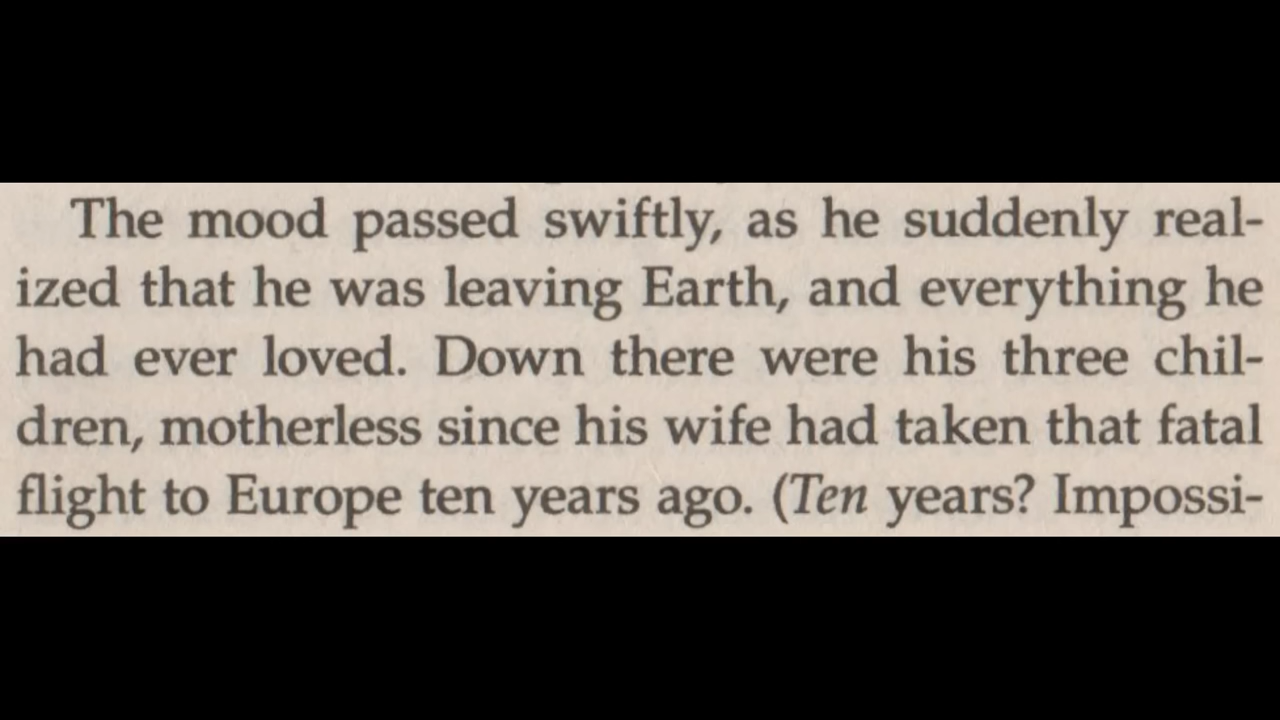 The mood passed swiftly, as he suddenly real-
ized that he was leaving Earth, and everything he
had ever loved. Down there were his three chil-
dren, motherless since his wife had taken that fatal
flight to Europe ten years ago. (Ten years? Impossi-